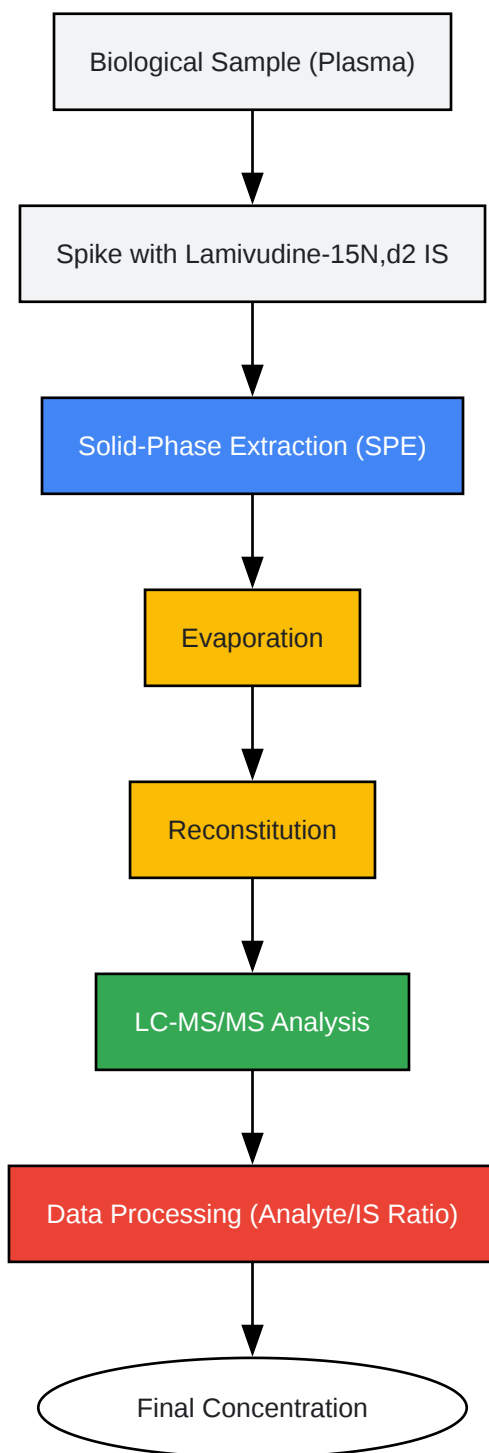 Biological Sample (Plasma)
Spike with Lamivudine-15N,d2 IS
Solid-Phase Extraction (SPE)
Evaporation
Reconstitution
LC-MS/MS Analysis
Data Processing (Analyte/IS Ratio)
Final Concentration